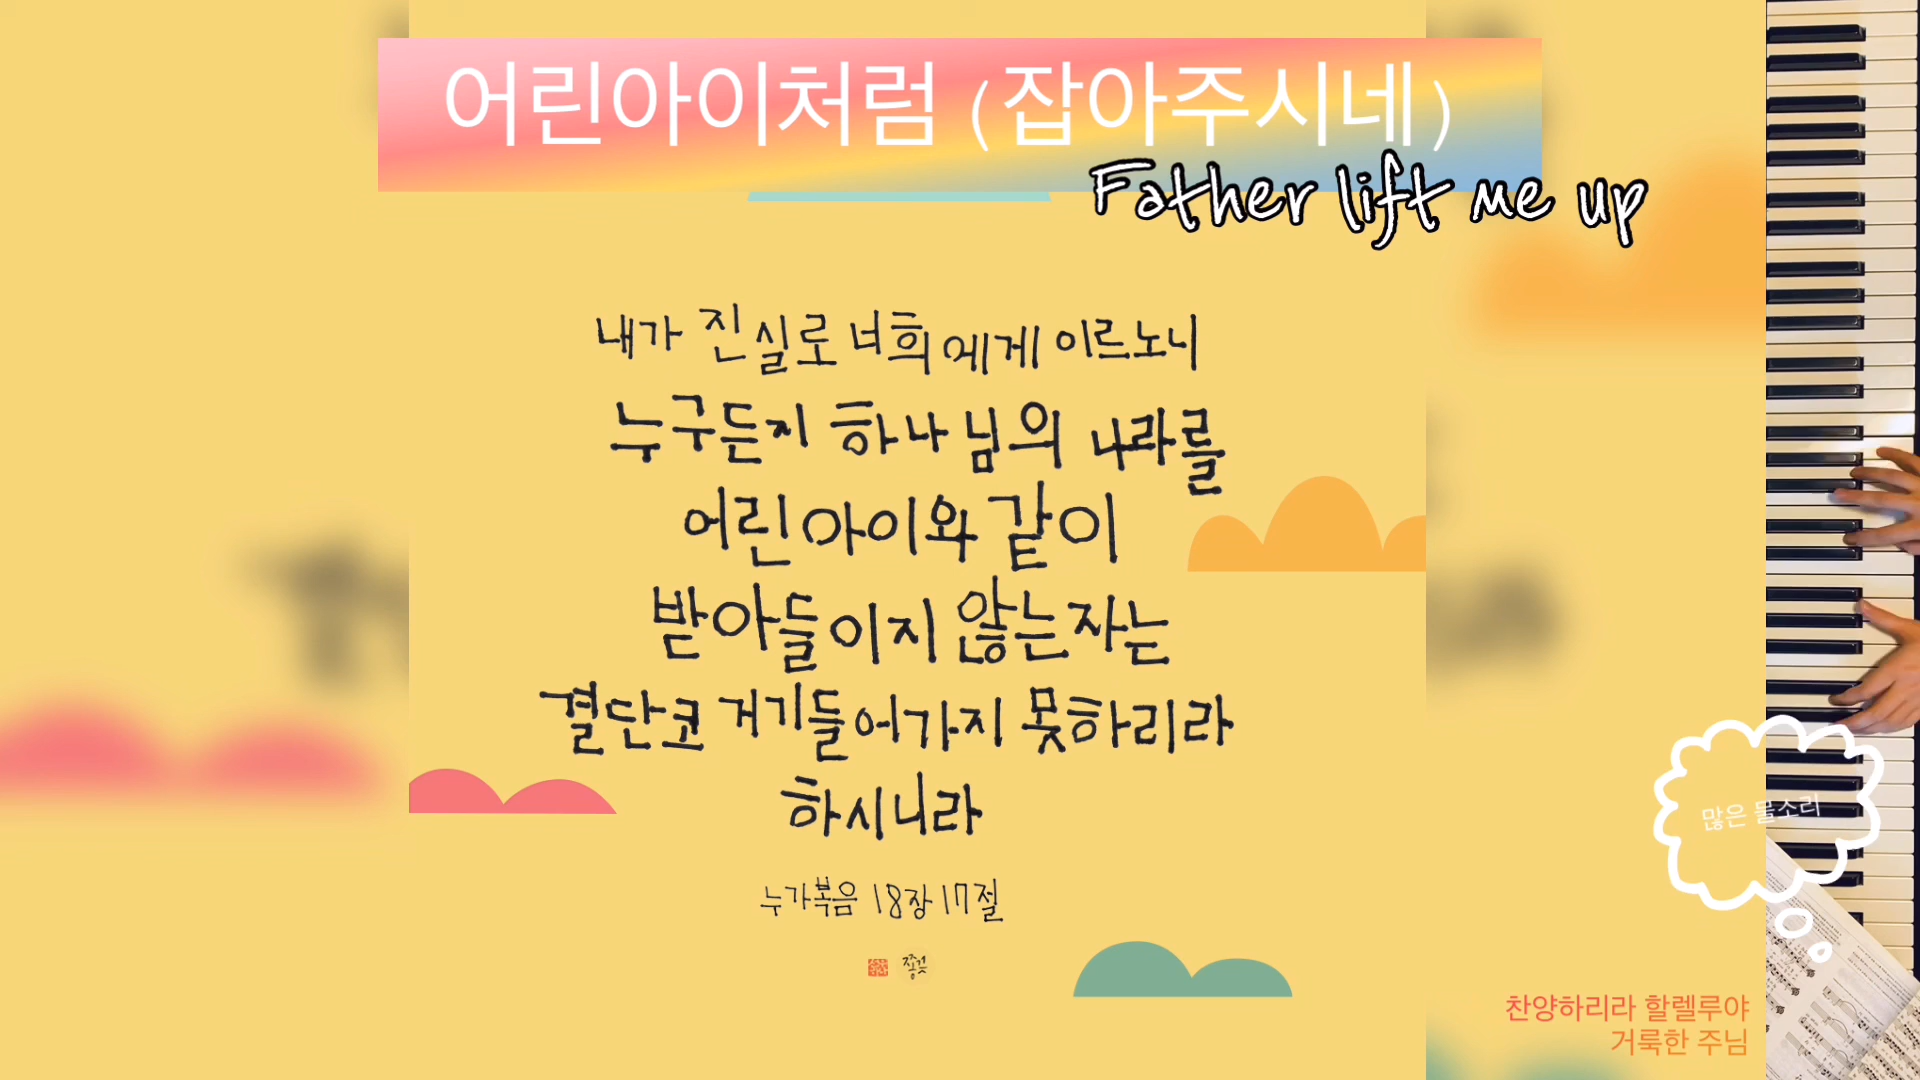 어린아이처럼 (잡아주시네)
Father lift me up
내가 진실로 너희에게 이르노니
누구든지 하나님의 나라를
어린아이와 같이
받아들이지 않는자는
결단코 거기들어가지 못하리라
하시니라
누가복음 18장 17절
많은 물소리
찬양하리라 할렐루야
거룩한 주님